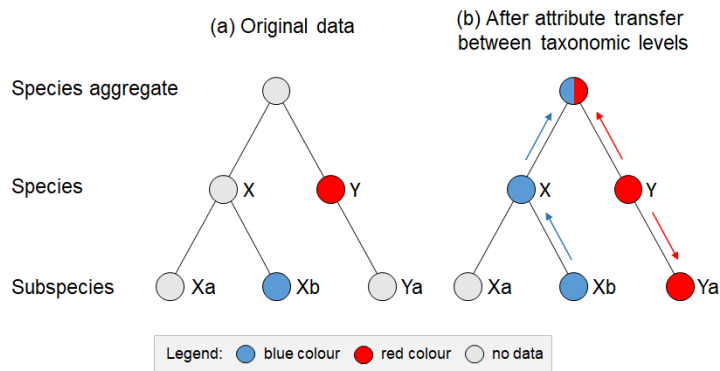 (a) Original data
(b) After attribute transfer
between taxonomic levels
Species aggregate
Species
X
Y
X
Y
Subspecies
Xa
Xb
Ya
Xa
Xb
Ya
Legend: blue colour red colour no data